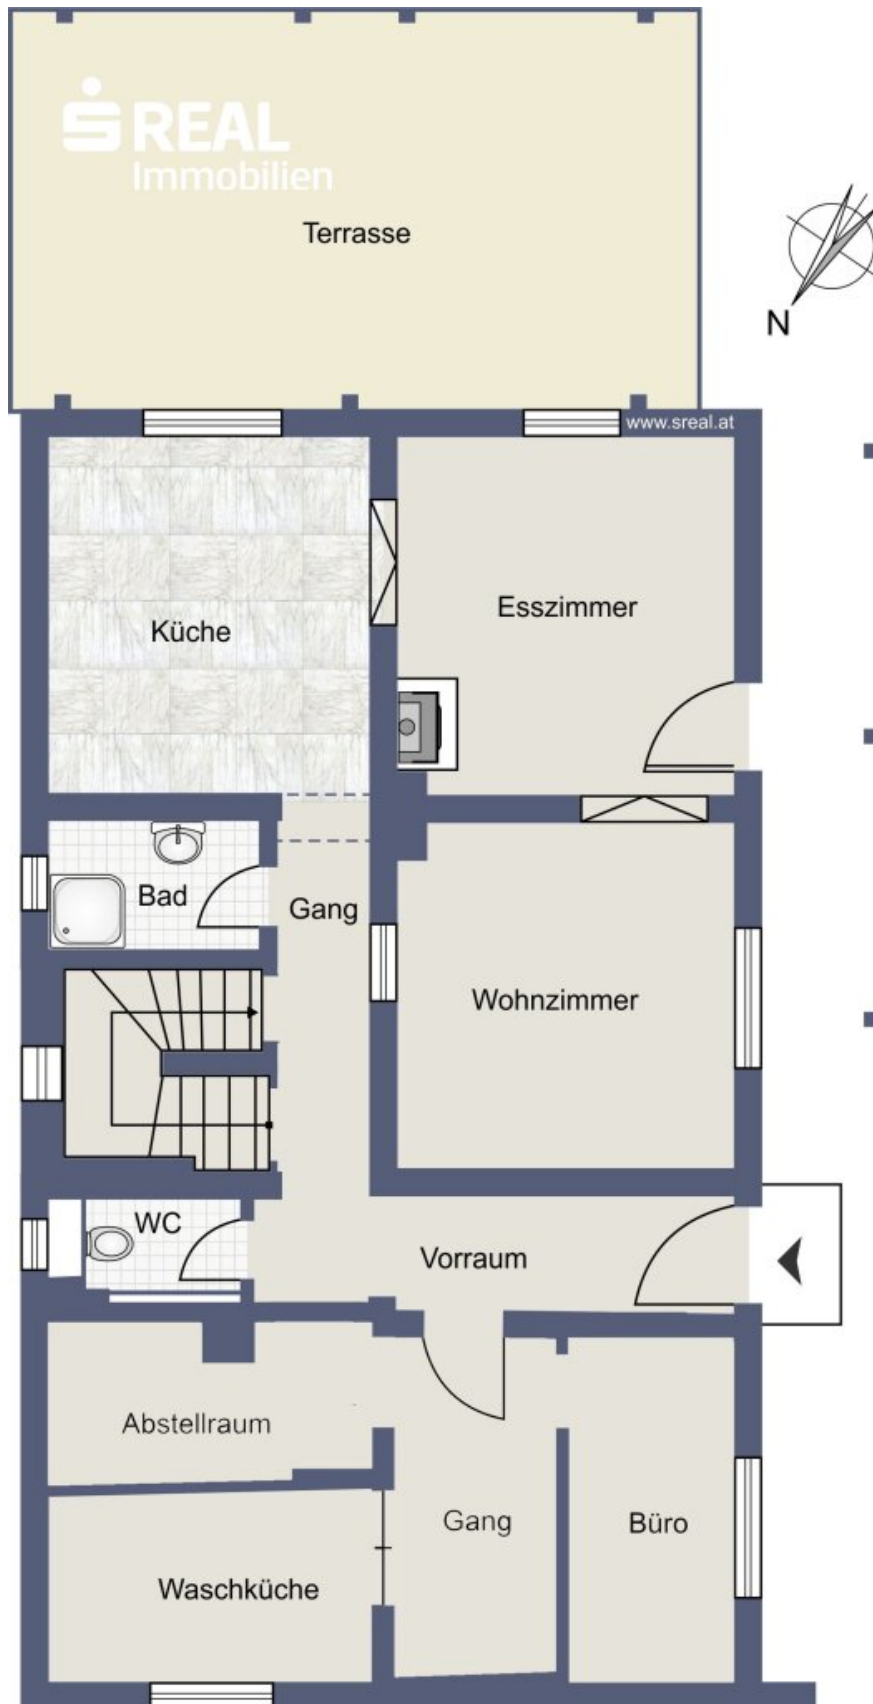 S REAL
Immobilien
Terrasse
N
www.sreal.at
Küche
Esszimmer
Bad
Gang
Wohnzimmer
WC
Vorraum
Abstellraum
Gang
Büro
Waschküche